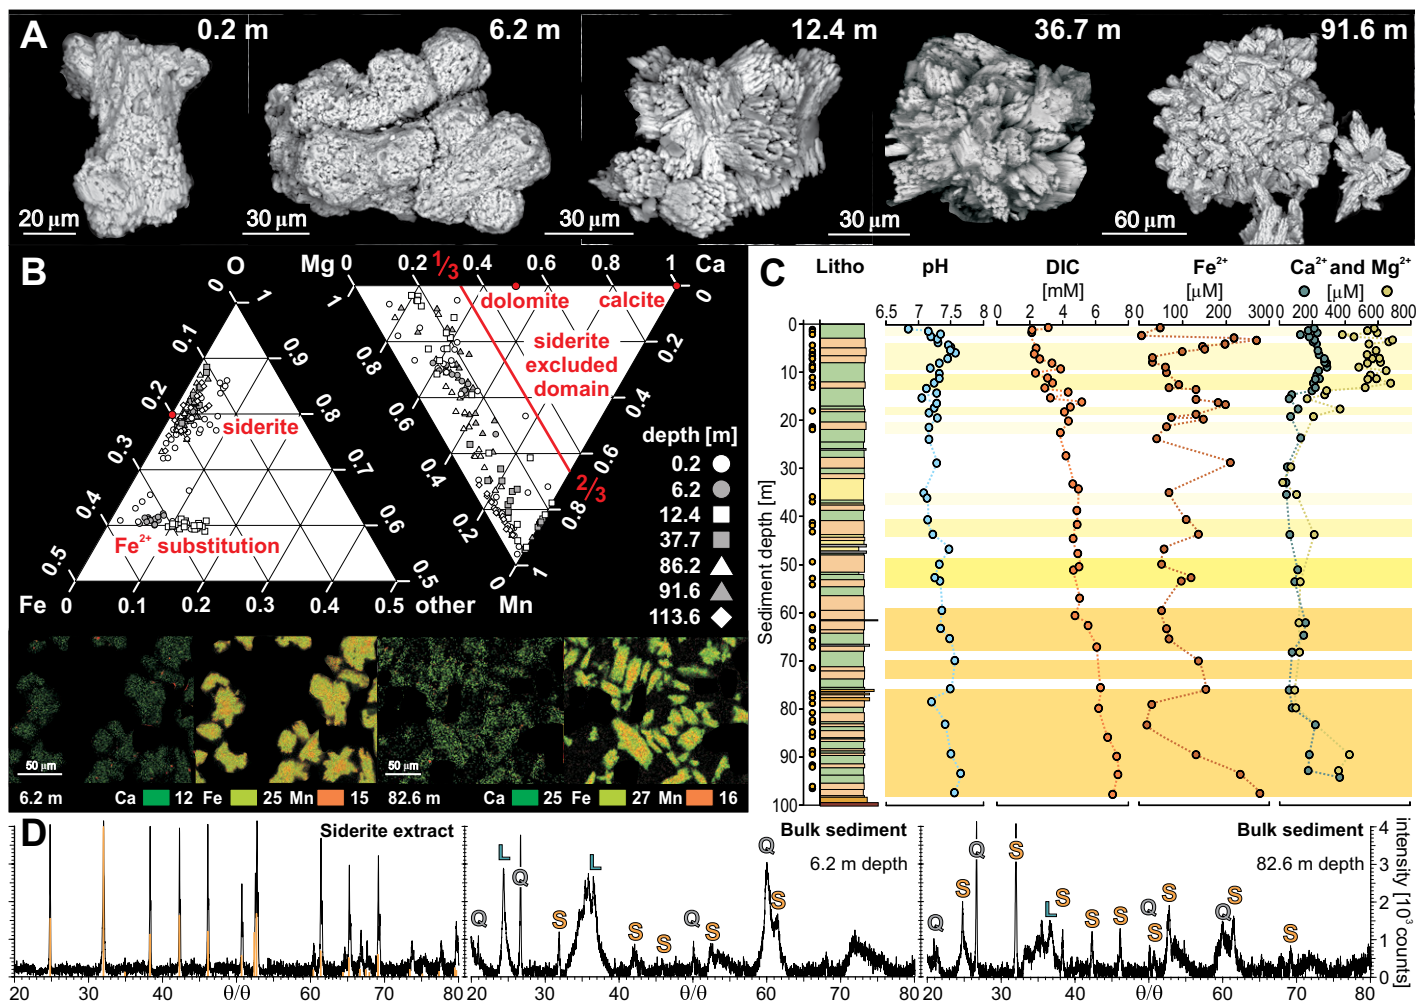 A
0.2 m
6.2 m
12.4 m
36.7 m
91.6 m
20 µm
30 µm
30 µm
30 µm
60 µm
B
O
0
1
0.1
0.9
0.2
0.8
siderite
0.3
0.7
0.4
0.6
Fe²⁺ substitution
0.5
0.5
Fe
0
0.1
0.2
0.3
0.4
0.5
other
Mg
0
0.2
1/3
0.4
0.6
0.8
1
Ca
1
0
dolomite
calcite
0.8
0.2
siderite
excluded
domain
0.6
0.4
0.4
0.6
2/3
0.2
0.8
0
1
Mn
depth [m]
0.2
6.2
12.4
37.7
86.2
91.6
113.6
50 µm
50 µm
6.2 m
Ca 12 Fe 25 Mn 15
82.6 m
Ca 25 Fe 27 Mn 16
C
Litho
pH
DIC
[mM]
Fe²⁺
[µM]
Ca²⁺ and Mg²⁺
[µM]
6.5 7 7.5 8
0 2 4 6 8
0 100 200 300
0 200 400 600 800
Sediment depth [m]
0
10
20
30
40
50
60
70
80
90
100
D
Siderite extract
20 30 40 θ/θ 60 70 80
Bulk sediment
6.2 m depth
Q
L
Q
S
L
S
S
Q
S
Q
S
20 30 40 θ/θ 60 70 80
Bulk sediment
82.6 m depth
Q
S
Q
S
L
S
S
S
Q
S
S
Q
S
S
20 30 40 θ/θ 60 70 80
4
3
2
1
0
intensity [10³ counts]